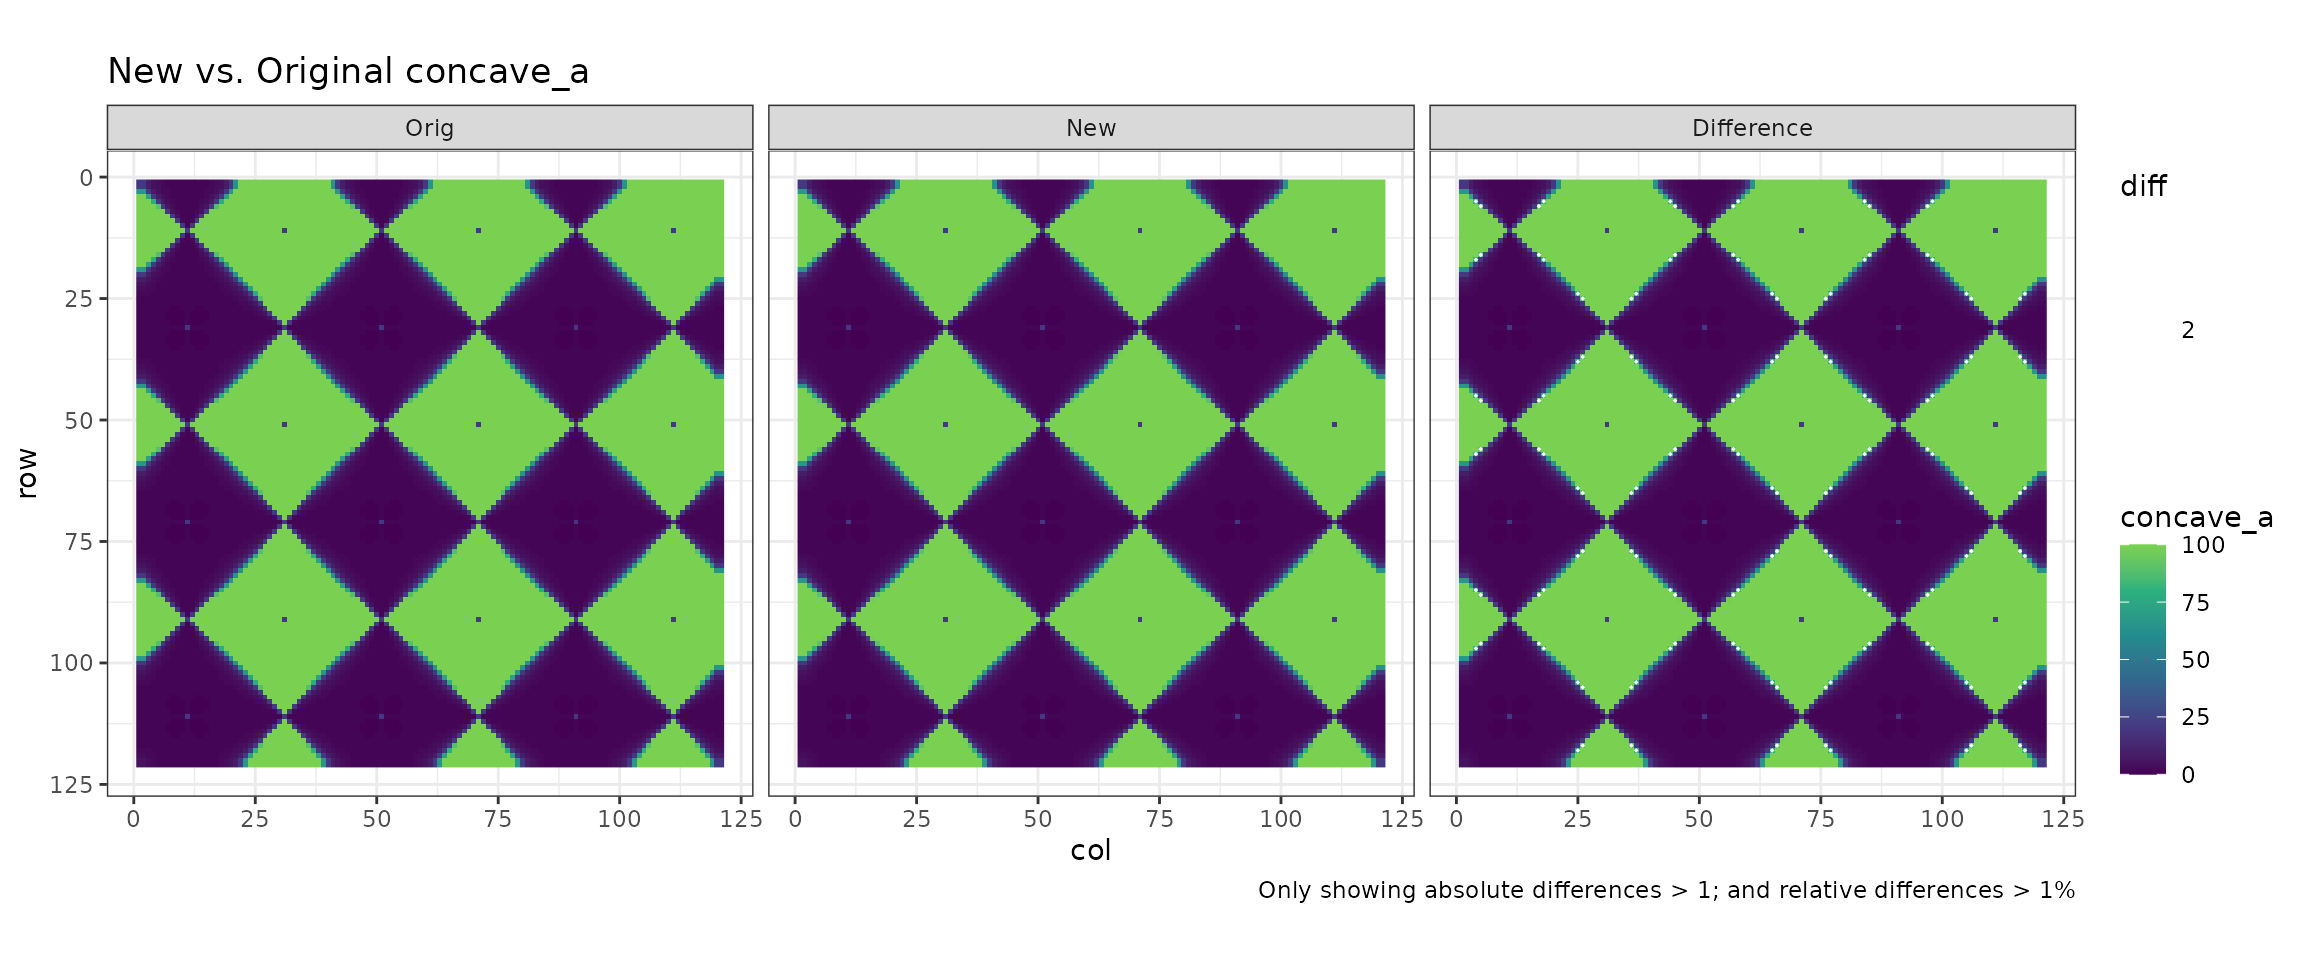 New vs. Original concave_a
Orig
New
Difference
0
25
50
75
100
125
row
0 25 50 75 100 125
0 25 50 75 100 125
0 25 50 75 100 125
col
diff
2
concave_a
100
75
50
25
0
Only showing absolute differences > 1; and relative differences > 1%